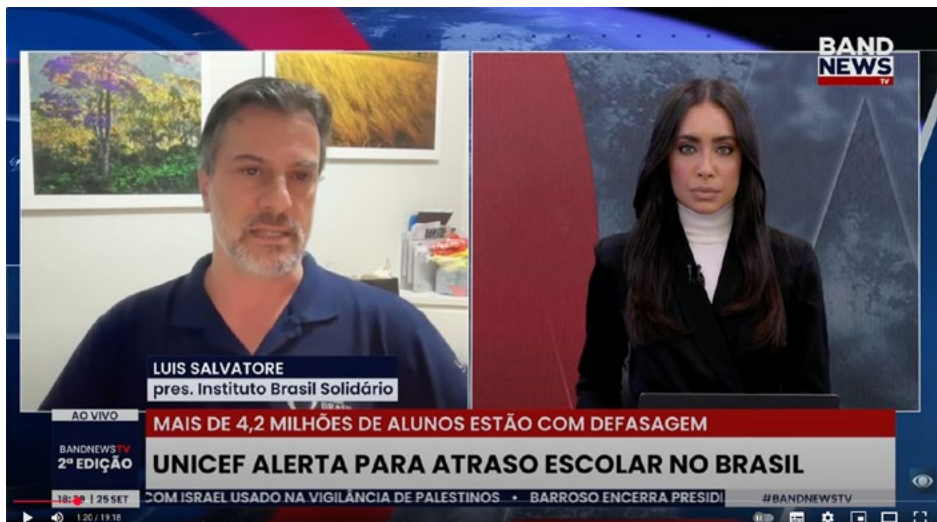 BAND
NEWS
TV
LUIS SALVATORE
pres. Instituto Brasil Solidário
AO VIVO
MAIS DE 4,2 MILHÕES DE ALUNOS ESTÃO COM DEFASAGEM
BANDNEWSTV
2ª EDIÇÃO
UNICEF ALERTA PARA ATRASO ESCOLAR NO BRASIL
25 SET
COM ISRAEL USADO NA VIGILÂNCIA DE PALESTINOS • BARROSO ENCERRA PRESIDI
#BANDNEWSTV
1:20 / 19:18